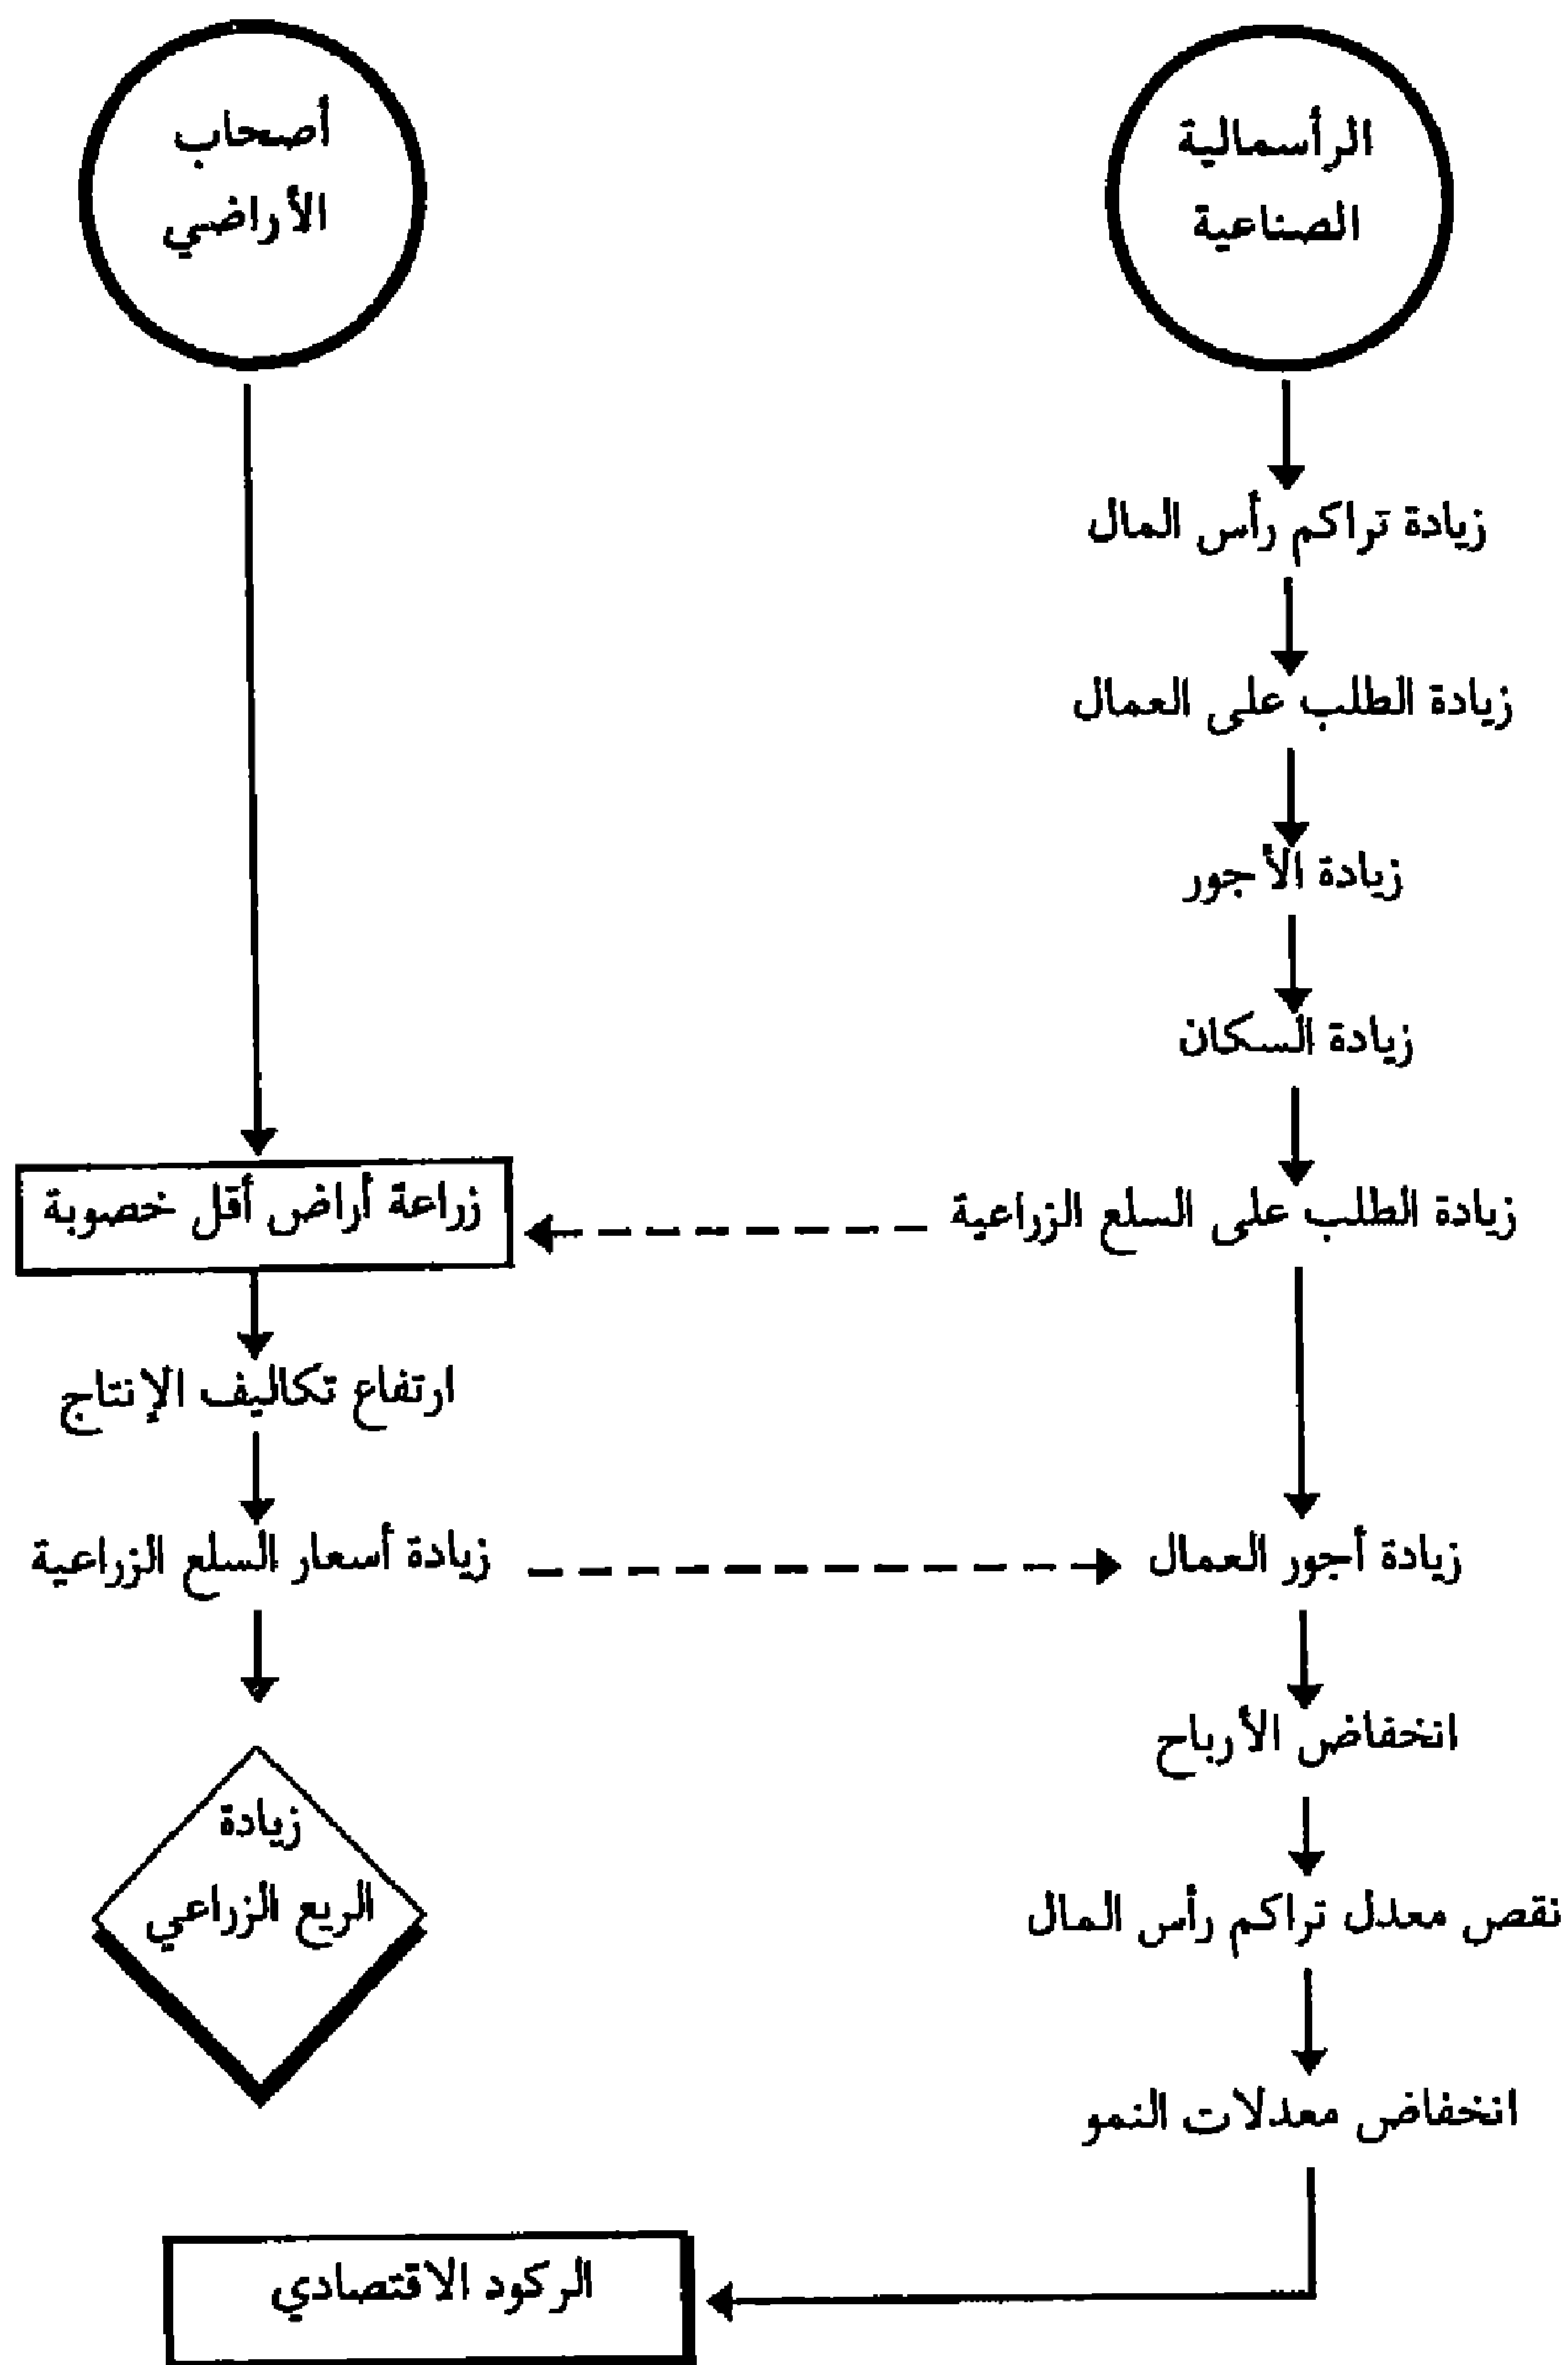 الرأسمالية
الصناعية
أصحاب
الأراضي
زيادة تراكم رأس المال
زيادة الطلب على العمال
زيادة الأجور
زيادة السكان
زيادة الطلب على السلع الزراعية
زراعة أراض أقل خصوبة
ارتفاع تكاليف الإنتاج
زيادة أجور العمال
زيادة أسعار السلع الزراعية
انخفاض الأرباح
زيادة
الريع الزراعي
نقص معدل تراكم رأس المال
انخفاض معدلات النمو
الركود الاقتصادي